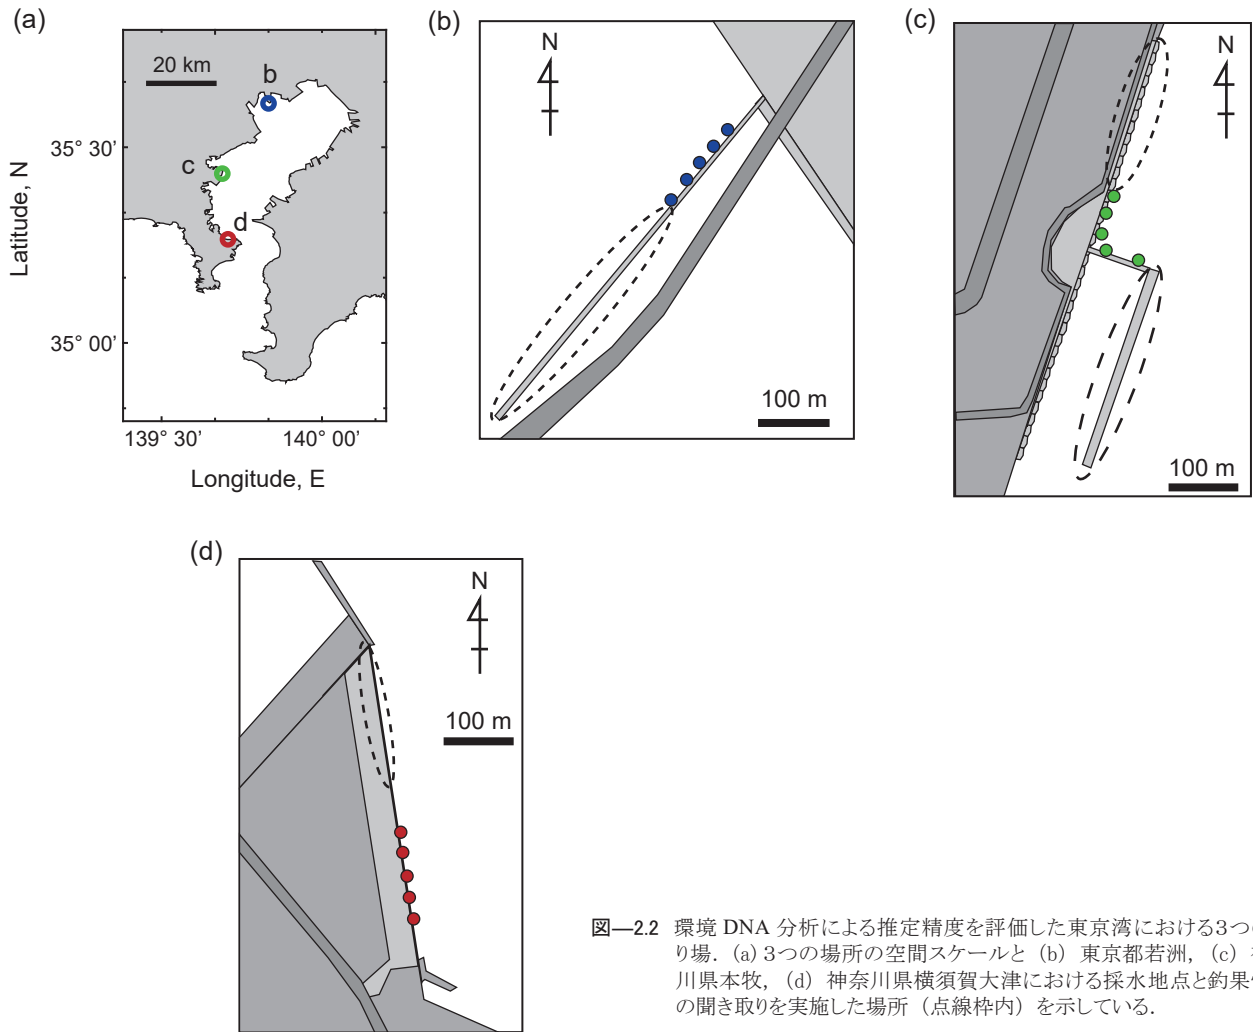 (a)
20 km
b
c
d
35° 30’
35° 00’
139° 30’
140° 00’
Latitude, N
Longitude, E
(b)
N
100 m
(c)
N
100 m
(d)
N
100 m
図—2.2 環境 DNA 分析による推定精度を評価した東京湾における3つ
り場.(a) 3つの場所の空間スケールと (b) 東京都若洲,(c)
川県本牧,(d) 神奈川県横須賀大津における採水地点と釣果
の聞き取りを実施した場所(点線枠内)を示している.